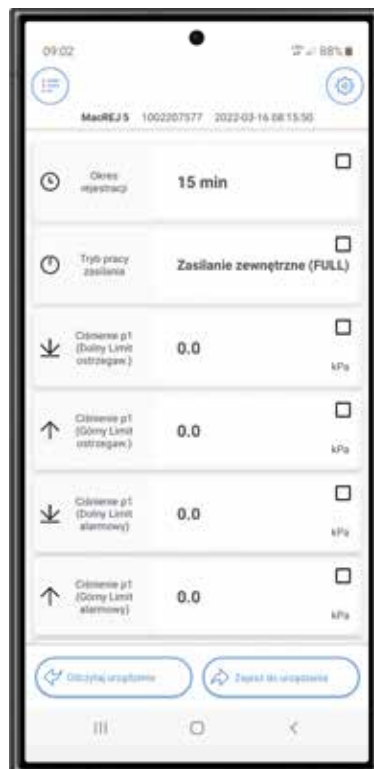 09:02
88%
MacREJ 5 1002207577 2022-03-16 08:15:50
Okres
rejestracji
15 min
Tryb pracy
zasilania
Zasilanie zewnętrzne (FULL)
Ciśnienie p1
(Dolny Limit
ostrzegaw.)
0.0
kPa
Ciśnienie p1
(Górny Limit
ostrzegaw.)
0.0
kPa
Ciśnienie p1
(Dolny Limit
alarmowy)
0.0
kPa
Ciśnienie p1
(Górny Limit
alarmowy)
0.0
kPa
Odczytaj urządzenie
Zapisz do urządzenia